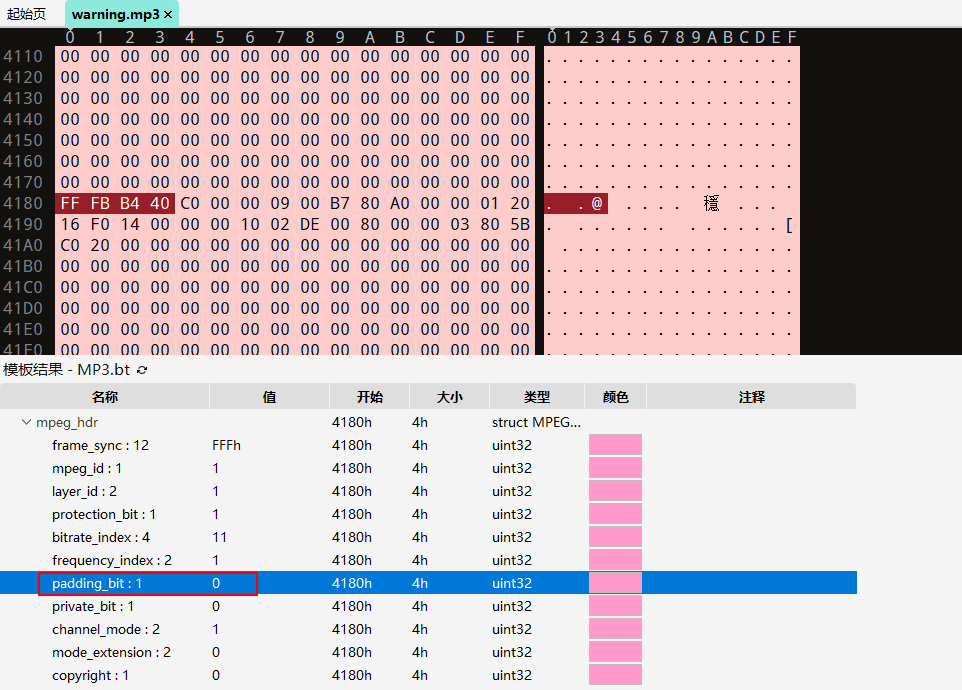 起始页 warning.mp3 ×
0 1 2 3 4 5 6 7 8 9 A B C D E F 0 1 2 3 4 5 6 7 8 9 A B C D E F
4110 00 00 00 00 00 00 00 00 00 00 00 00 00 00 00 00 . . . . . . . . . . . . . . . .
4120 00 00 00 00 00 00 00 00 00 00 00 00 00 00 00 00 . . . . . . . . . . . . . . . .
4130 00 00 00 00 00 00 00 00 00 00 00 00 00 00 00 00 . . . . . . . . . . . . . . . .
4140 00 00 00 00 00 00 00 00 00 00 00 00 00 00 00 00 . . . . . . . . . . . . . . . .
4150 00 00 00 00 00 00 00 00 00 00 00 00 00 00 00 00 . . . . . . . . . . . . . . . .
4160 00 00 00 00 00 00 00 00 00 00 00 00 00 00 00 00 . . . . . . . . . . . . . . . .
4170 00 00 00 00 00 00 00 00 00 00 00 00 00 00 00 00 . . . . . . . . . . . . . . . .
4180 FF FB B4 40 C0 00 00 09 00 B7 80 A0 00 00 01 20 . . @ . . . . . . 穩 . . . .
4190 16 F0 14 00 00 00 10 02 DE 00 80 00 00 03 80 5B . . . . . . . . . . . . . [
41A0 C0 20 00 00 00 00 00 00 00 00 00 00 00 00 00 00 . . . . . . . . . . . . . . .
41B0 00 00 00 00 00 00 00 00 00 00 00 00 00 00 00 00 . . . . . . . . . . . . . . . .
41C0 00 00 00 00 00 00 00 00 00 00 00 00 00 00 00 00 . . . . . . . . . . . . . . . .
41D0 00 00 00 00 00 00 00 00 00 00 00 00 00 00 00 00 . . . . . . . . . . . . . . . .
41E0 00 00 00 00 00 00 00 00 00 00 00 00 00 00 00 00 . . . . . . . . . . . . . . . .
41F0 00 00 00 00 00 00 00 00 00 00 00 00 00 00 00 00
模板结果 - MP3.bt
名称 值 开始 大小 类型 颜色 注释
mpeg_hdr 4180h 4h struct MPEG...
frame_sync : 12 FFFh 4180h 4h uint32
mpeg_id : 1 1 4180h 4h uint32
layer_id : 2 1 4180h 4h uint32
protection_bit : 1 1 4180h 4h uint32
bitrate_index : 4 11 4180h 4h uint32
frequency_index : 2 1 4180h 4h uint32
padding_bit : 1 0 4180h 4h uint32
private_bit : 1 0 4180h 4h uint32
channel_mode : 2 1 4180h 4h uint32
mode_extension : 2 0 4180h 4h uint32
copyright : 1 0 4180h 4h uint32